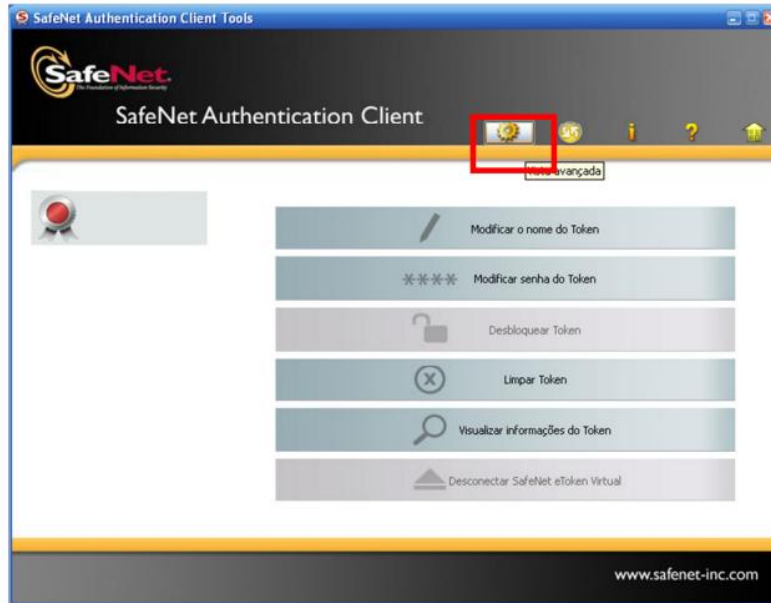 SafeNet Authentication Client Tools
SafeNet.
The Foundation of Information Security
SafeNet Authentication Client
i
?
avançada
Modificar o nome do Token
**** Modificar senha do Token
Desbloquear Token
Limpar Token
Visualizar informações do Token
Desconectar SafeNet eToken Virtual
www.safenet-inc.com